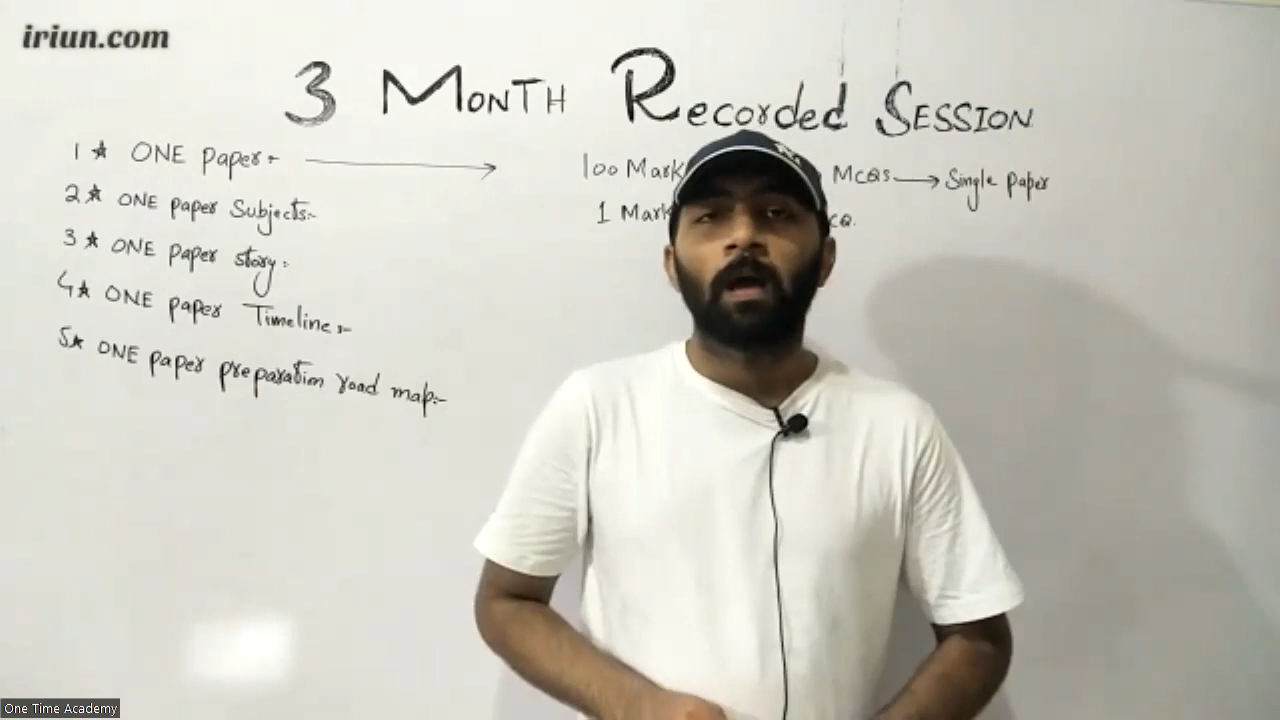 iriun.com
3 MONTH Recorded SESSION
1 ★ ONE paper:- → 100 Mark MCQS → Single paper
2 ★ ONE paper Subjects:- 1 Mark CQ.
3 ★ ONE paper story:-
4 ★ ONE paper Timeline:-
5 ★ ONE paper preparation road map:-
One Time Academy